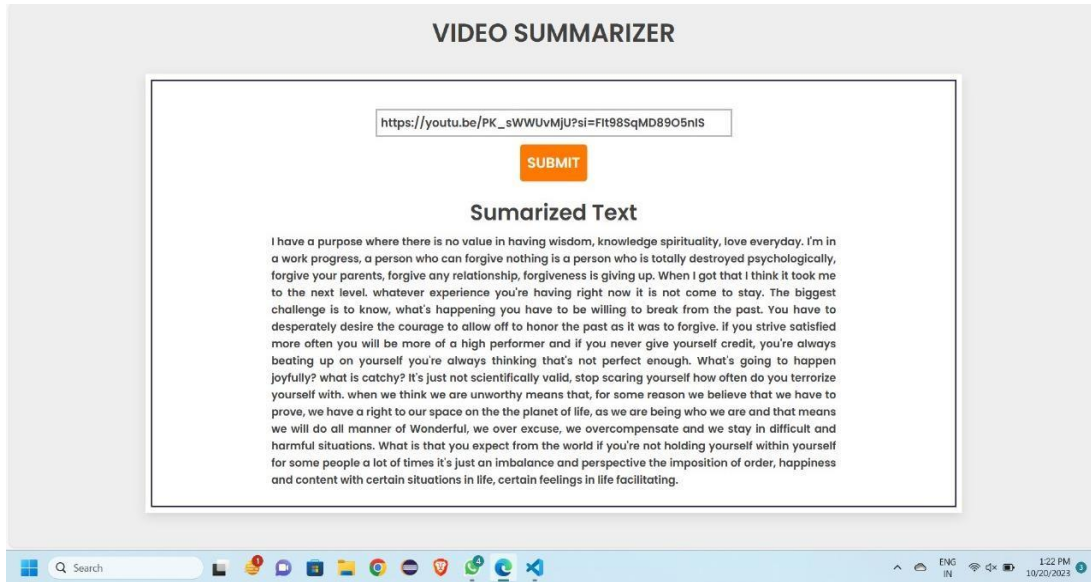 VIDEO SUMMARIZER
https://youtu.be/PK_sWWUvMjU?si=FIt98SqMD89O5nIS
SUBMIT
Sumarized Text
I have a purpose where there is no value in having wisdom, knowledge spirituality, love everyday. I'm in
a work progress, a person who can forgive nothing is a person who is totally destroyed psychologically,
forgive your parents, forgive any relationship, forgiveness is giving up. When I got that I think it took me
to the next level. whatever experience you're having right now it is not come to stay. The biggest
challenge is to know, what's happening you have to be willing to break from the past. You have to
desperately desire the courage to allow off to honor the past as it was to forgive. if you strive satisfied
more often you will be more of a high performer and if you never give yourself credit, you're always
beating up on yourself you're always thinking that's not perfect enough. What's going to happen
joyfully? what is catchy? It's just not scientifically valid, stop scaring yourself how often do you terrorize
yourself with. when we think we are unworthy means that, for some reason we believe that we have to
prove, we have a right to our space on the the planet of life, as we are being who we are and that means
we will do all manner of Wonderful, we over excuse, we overcompensate and we stay in difficult and
harmful situations. What is that you expect from the world if you're not holding yourself within yourself
for some people a lot of times it's just an imbalance and perspective the imposition of order, happiness
and content with certain situations in life, certain feelings in life facilitating.
Search
ENG
IN
1:22 PM
10/20/2023